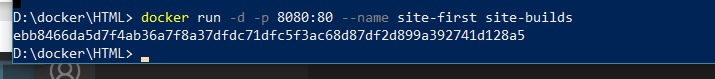 D:\docker\HTML> docker run -d -p 8080:80 --name site-first site-builds
ebb8466da5d7f4ab36a7f8a37dfdc71dfc5f3ac68d87df2d899a392741d128a5
D:\docker\HTML>